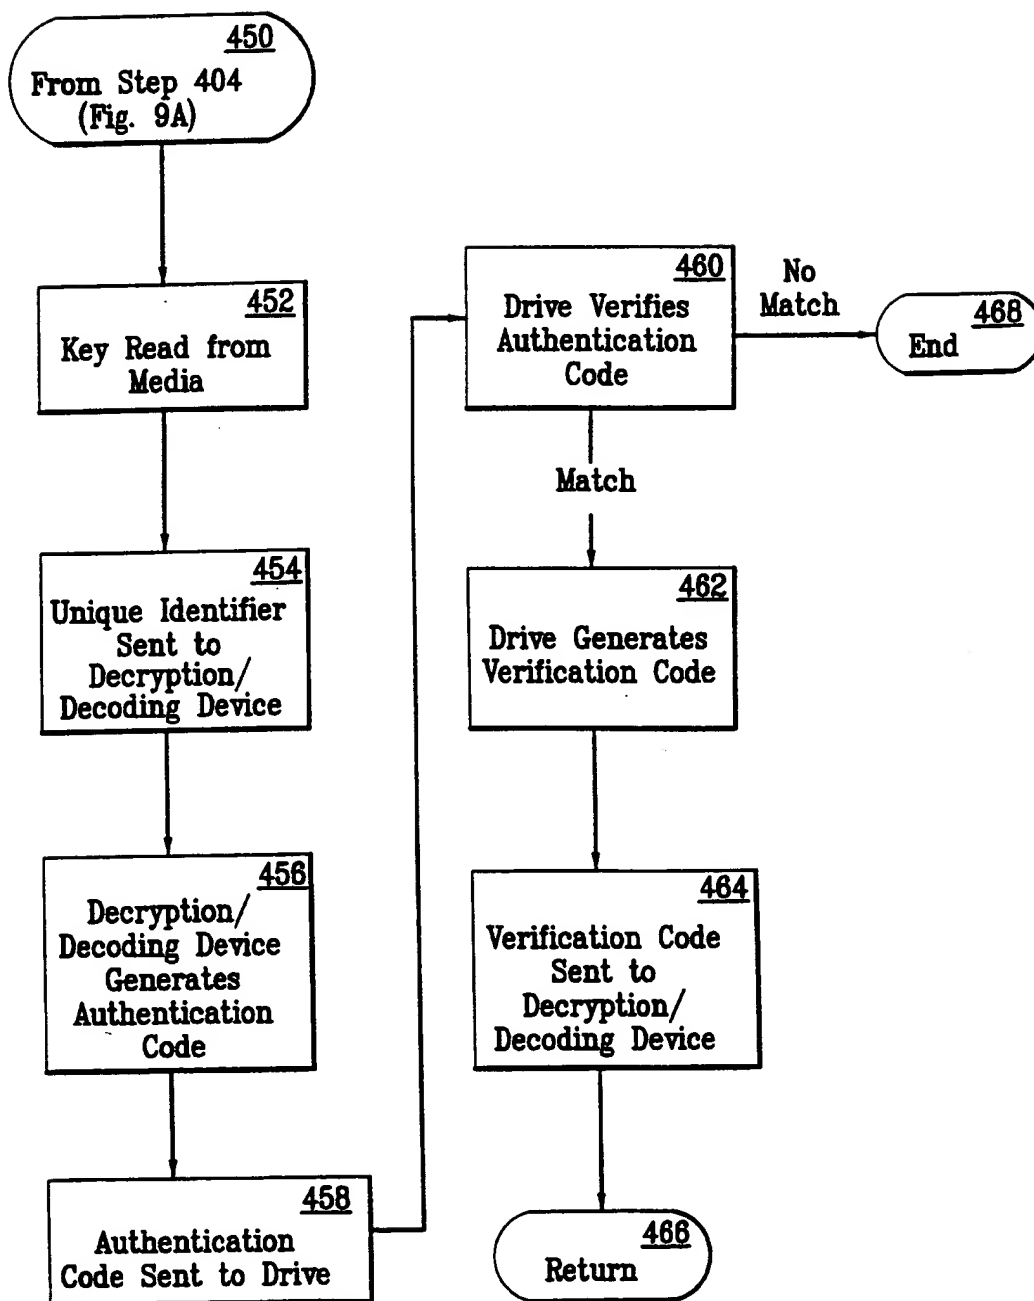 450
From Step 404
(Fig. 9A)
452
Key Read from
Media
454
Unique Identifier
Sent to
Decryption/
Decoding Device
456
Decryption/
Decoding Device
Generates
Authentication
Code
458
Authentication
Code Sent to Drive
460
Drive Verifies
Authentication
Code
No
Match
468
End
Match
462
Drive Generates
Verification Code
464
Verification Code
Sent to
Decryption/
Decoding Device
466
Return